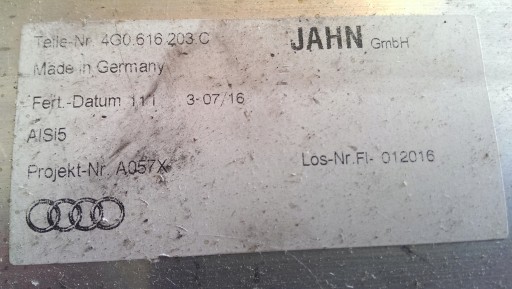 Teile-Nr. 4G0.616.203.C
JAHN GmbH
Made in Germany
Fert.-Datum 3-07/16
AlSi5
Projekt-Nr. A057X
Los-Nr.Fl- 012016